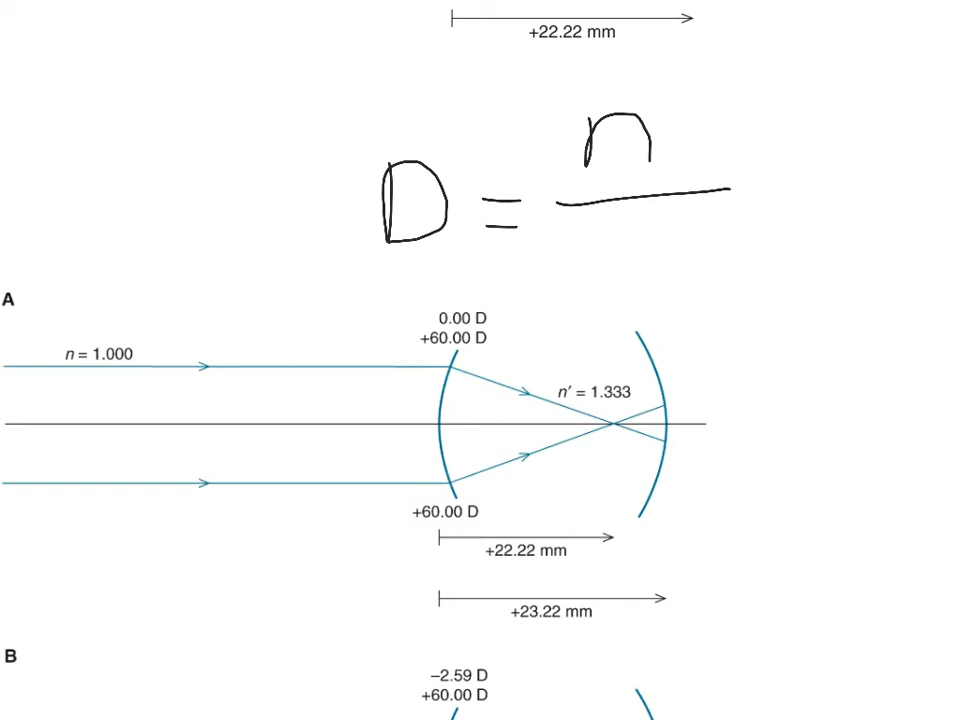 +22.22 mm
D = n
A
0.00 D
+60.00 D
n = 1.000
n′ = 1.333
+60.00 D
+22.22 mm
+23.22 mm
B
−2.59 D
+60.00 D